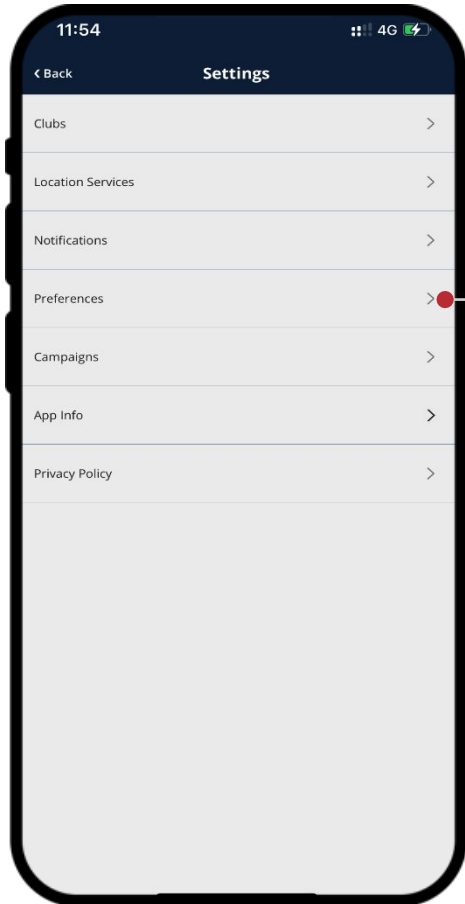 11:54 4G
Back Settings
Clubs
Location Services
Notifications
Preferences
Campaigns
App Info
Privacy Policy